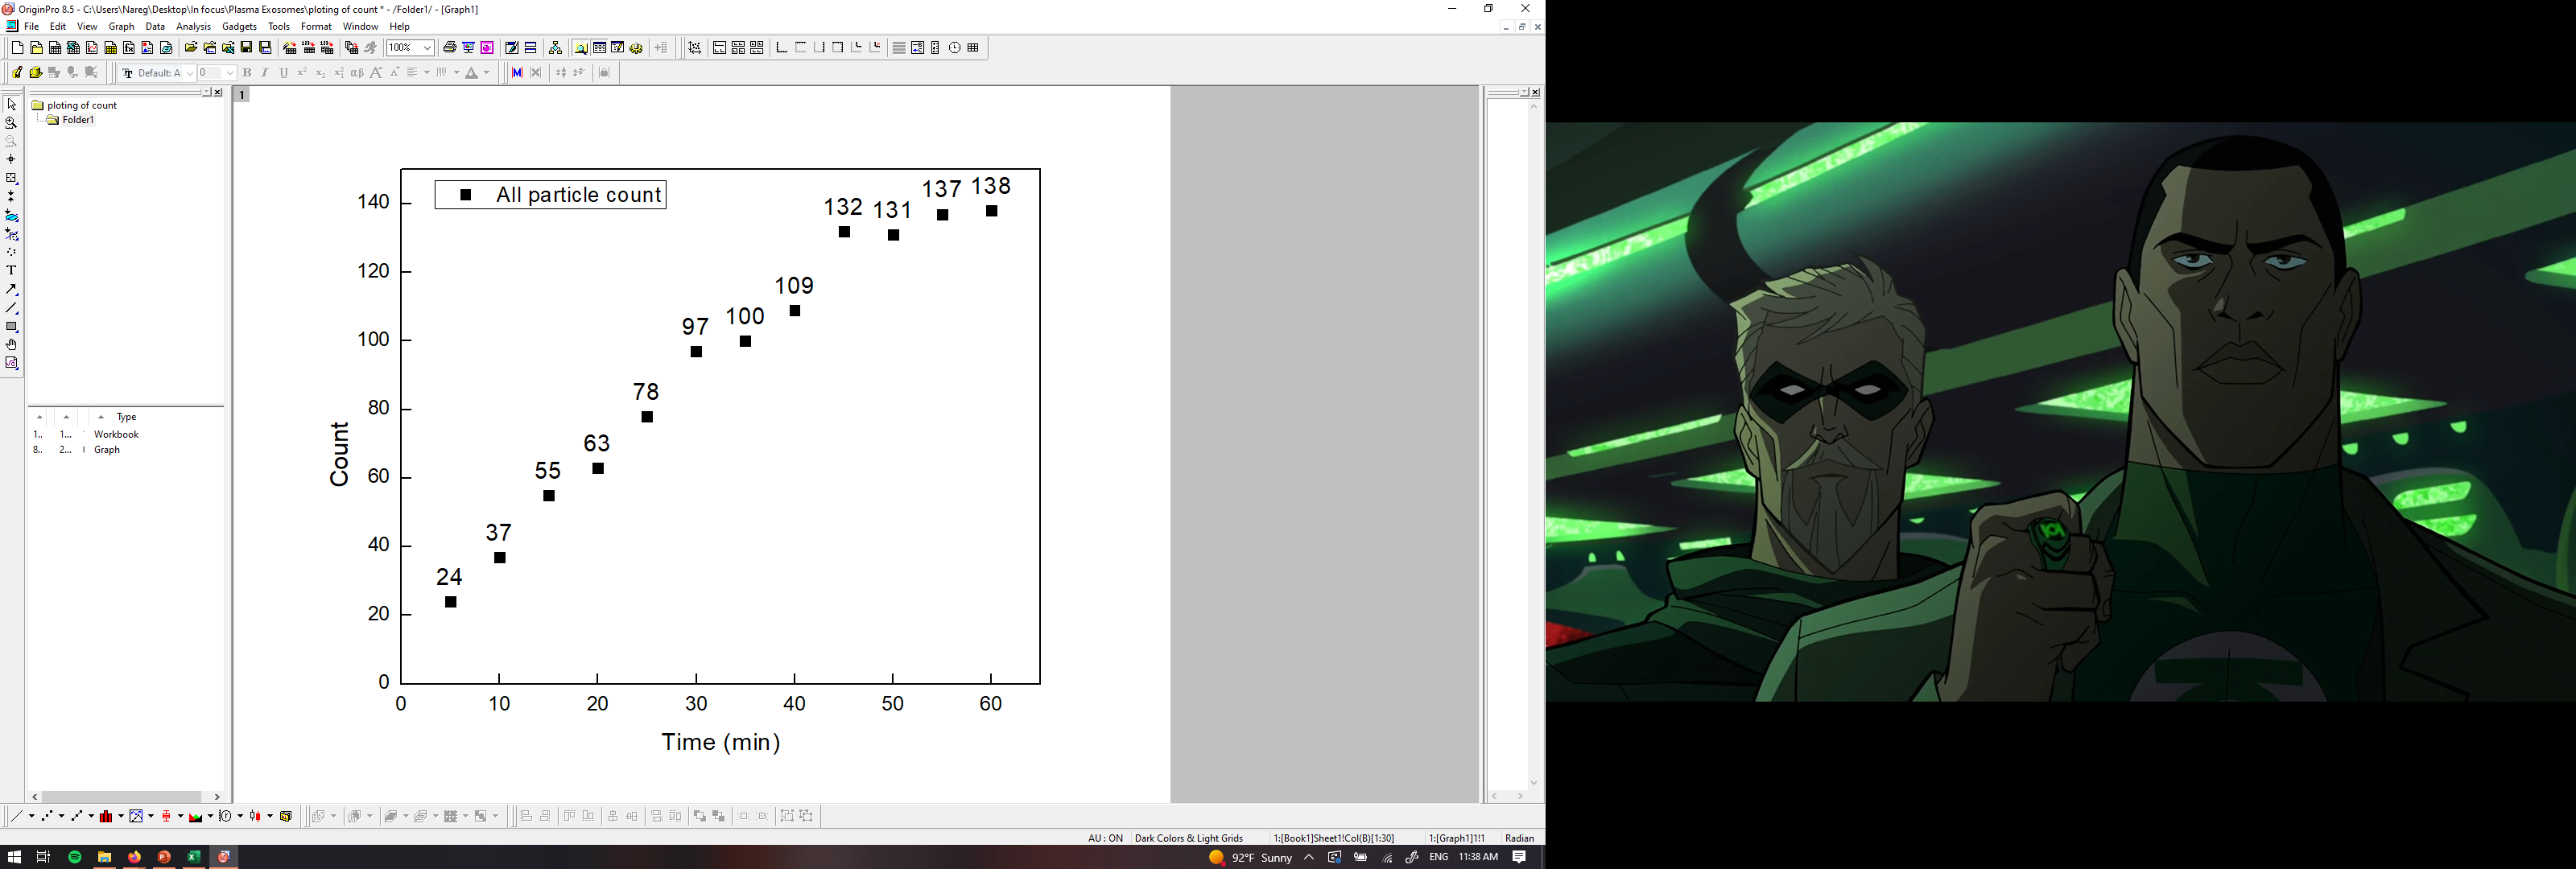 OriginPro 8.5 - C:\Users\Nareg\Desktop\In focus\Plasma Exosomes\ploting of count * - /Folder1/ - [Graph1]
File Edit View Graph Data Analysis Gadgets Tools Format Window Help
100%
Default: A 0 B I U
ploting of count
Folder1
Type
1.. 1... Workbook
8.. 2... Graph
1
All particle count
Count
140
120
100
80
60
40
20
0
24
37
55
63
78
97
100
109
132
131
137
138
0 10 20 30 40 50 60
Time (min)
AU : ON Dark Colors & Light Grids 1:[Book1]Sheet1!Col(B)[1:30] 1:[Graph1]1!1 Radian
92°F Sunny ENG 11:38 AM